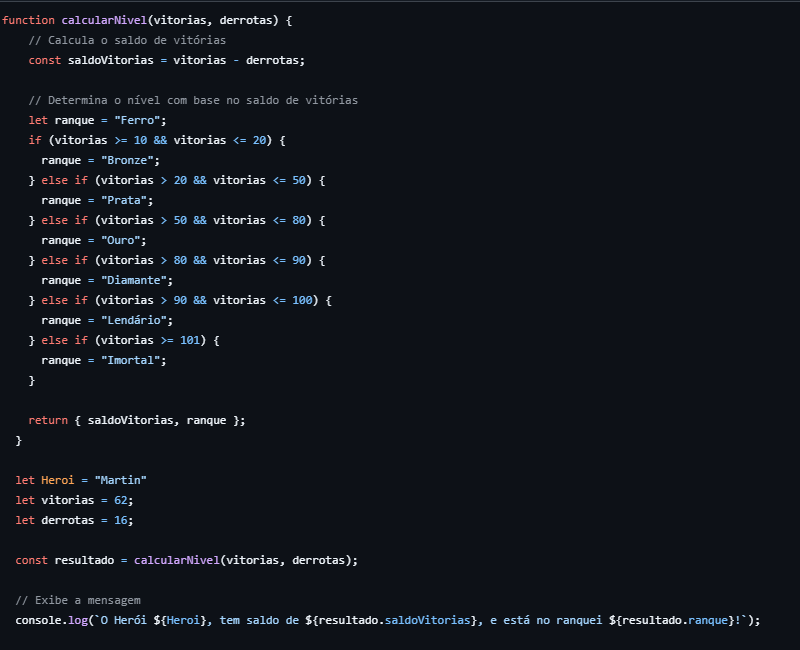 function calcularNivel(vitorias, derrotas) {
// Calcula o saldo de vitórias
const saldoVitorias = vitorias - derrotas;
// Determina o nível com base no saldo de vitórias
let ranque = "Ferro";
if (vitorias >= 10 && vitorias <= 20) {
ranque = "Bronze";
} else if (vitorias > 20 && vitorias <= 50) {
ranque = "Prata";
} else if (vitorias > 50 && vitorias <= 80) {
ranque = "Ouro";
} else if (vitorias > 80 && vitorias <= 90) {
ranque = "Diamante";
} else if (vitorias > 90 && vitorias <= 100) {
ranque = "Lendário";
} else if (vitorias >= 101) {
ranque = "Imortal";
}
return { saldoVitorias, ranque };
}
let Heroi = "Martin"
let vitorias = 62;
let derrotas = 16;
const resultado = calcularNivel(vitorias, derrotas);
// Exibe a mensagem
console.log(`O Herói ${Heroi}, tem saldo de ${resultado.saldoVitorias}, e está no ranquei ${resultado.ranque}!`);